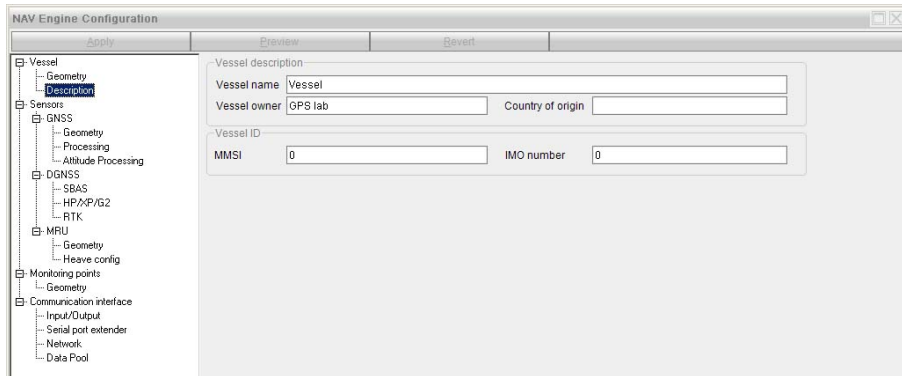 NAV Engine Configuration
Apply Preview Revert
Vessel
Geometry
Description
Sensors
GNSS
Geometry
Processing
Attitude Processing
DGNSS
SBAS
HP/XP/G2
RTK
MRU
Geometry
Heave config
Monitoring points
Geometry
Communication interface
Input/Output
Serial port extender
Network
Data Pool
Vessel description
Vessel name Vessel
Vessel owner GPS lab Country of origin
Vessel ID
MMSI 0 IMO number 0